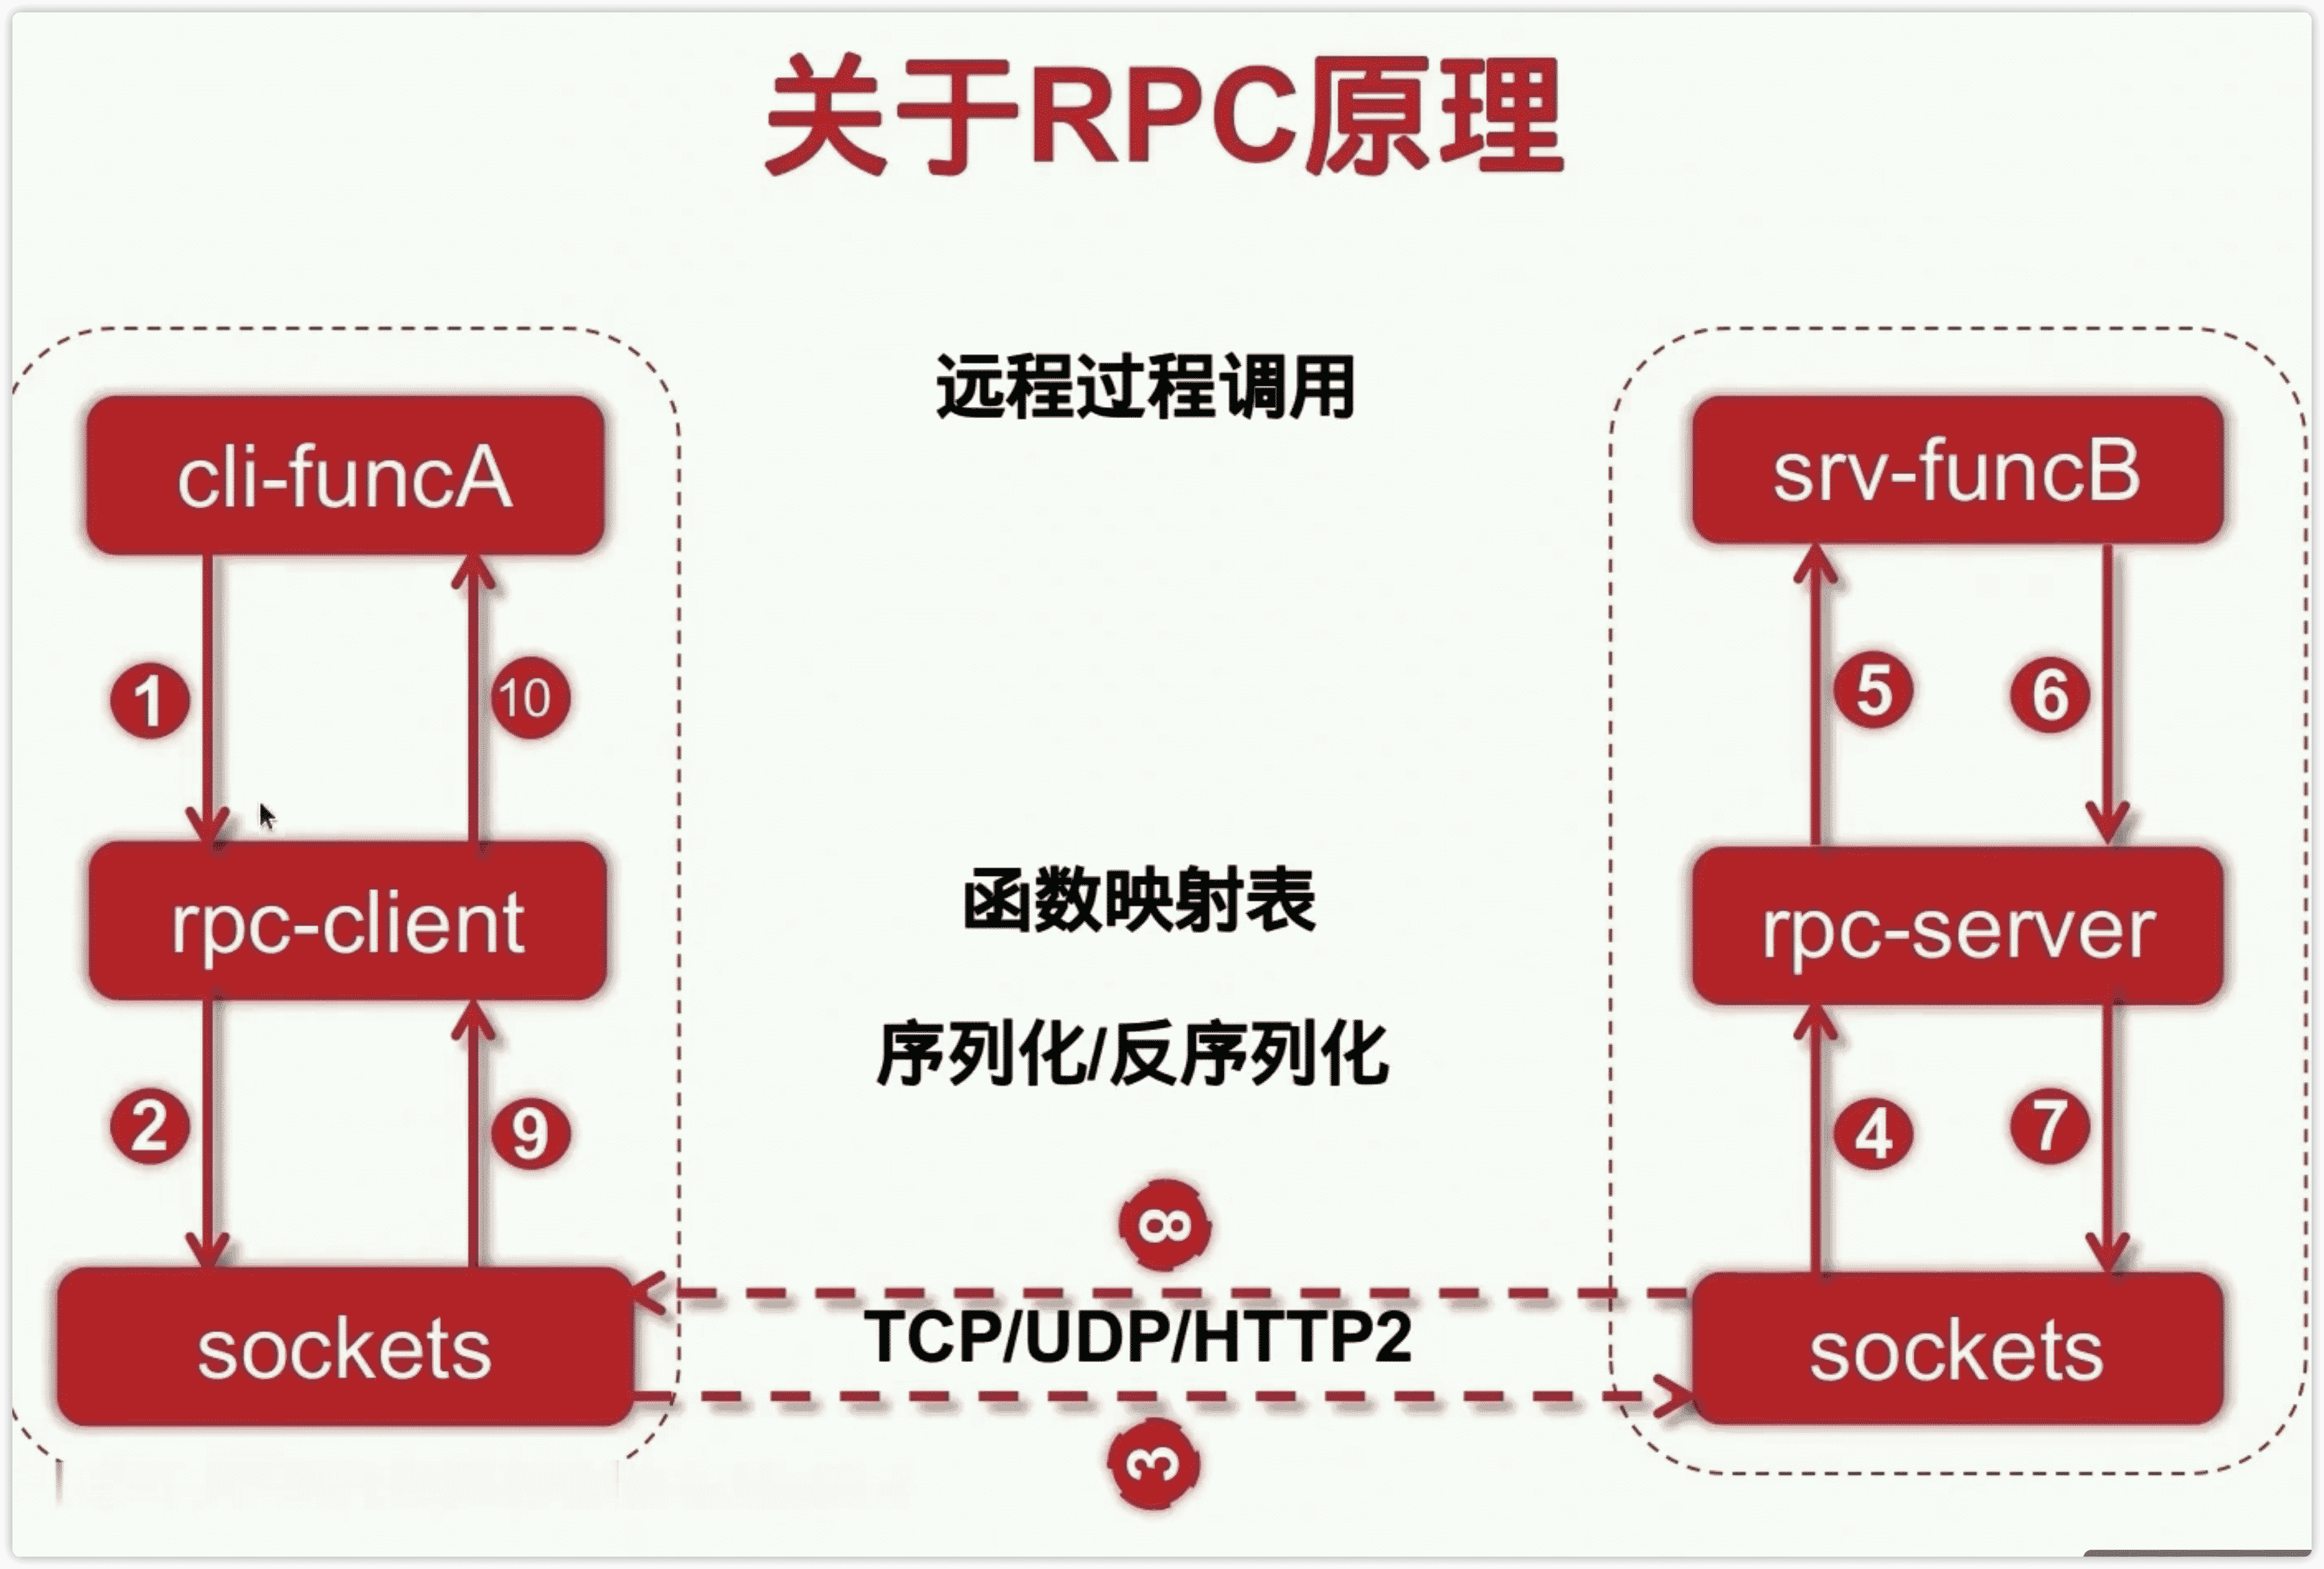 关于RPC原理
远程过程调用
cli-funcA
srv-funcB
1
10
5
6
函数映射表
rpc-client
rpc-server
序列化/反序列化
2
9
4
7
8
TCP/UDP/HTTP2
sockets
sockets
3